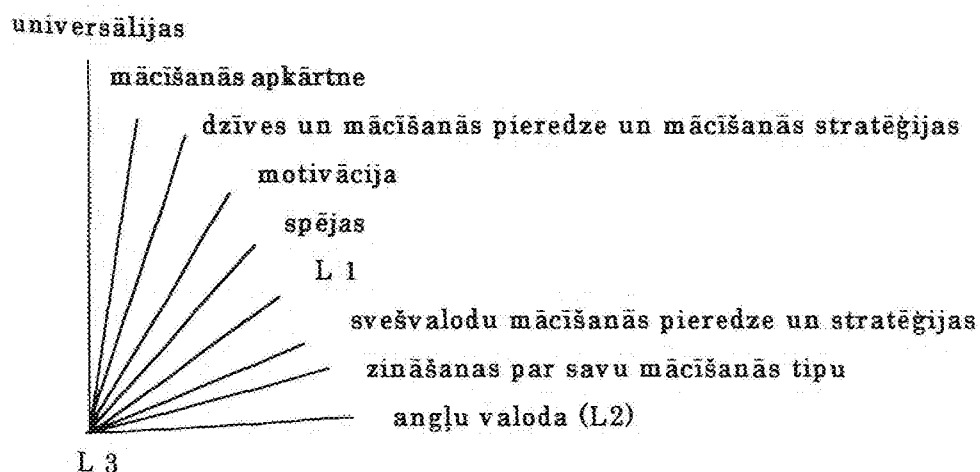 universālijas
mācīšanās apkārtne
dzīves un mācīšanās pieredze un mācīšanās stratēģijas
motivācija
spējas
L 1
svešvalodu mācīšanās pieredze un stratēģijas
zināšanas par savu mācīšanās tipu
angļu valoda (L2)
L 3